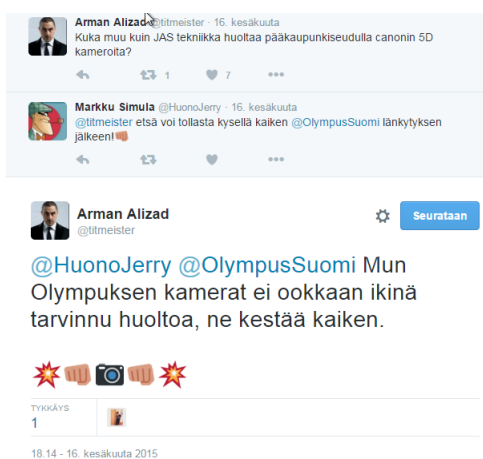 Arman Alizad @titmeister · 16. kesäkuuta
Kuka muu kuin JAS tekniikka huoltaa pääkaupunkiseudulla canonin 5D
kameroita?
1 7
Markku Simula @HuonoJerry · 16. kesäkuuta
@titmeister etsä voi tollasta kysellä kaiken @OlympusSuomi länkytyksen
jälkeen!👊
Arman Alizad
@titmeister
Seurataan
@HuonoJerry @OlympusSuomi Mun
Olympuksen kamerat ei ookkaan ikinä
tarvinnu huoltoa, ne kestää kaiken.
💥👊📷👊💥
TYKKÄYS
1
18.14 - 16. kesäkuuta 2015